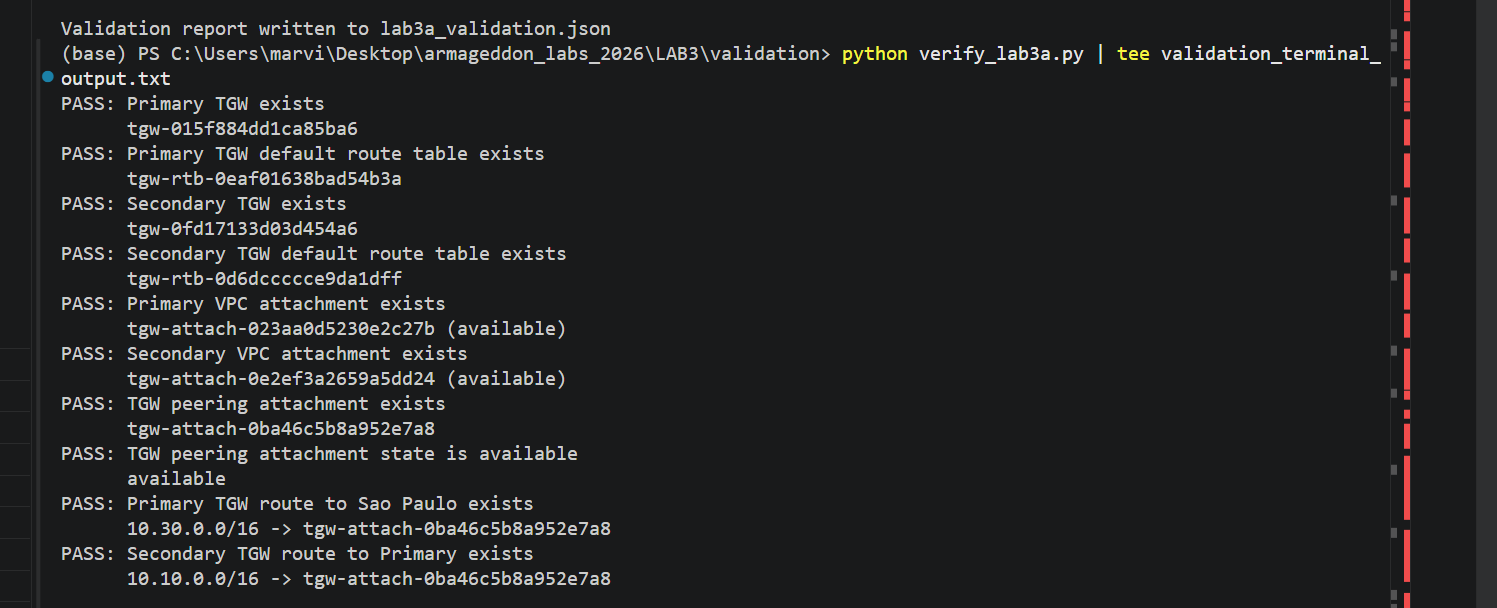 Validation report written to lab3a_validation.json
(base) PS C:\Users\marvi\Desktop\armageddon_labs_2026\LAB3\validation> python verify_lab3a.py | tee validation_terminal_
output.txt
PASS: Primary TGW exists
tgw-015f884dd1ca85ba6
PASS: Primary TGW default route table exists
tgw-rtb-0eaf01638bad54b3a
PASS: Secondary TGW exists
tgw-0fd17133d03d454a6
PASS: Secondary TGW default route table exists
tgw-rtb-0d6dccccce9da1dff
PASS: Primary VPC attachment exists
tgw-attach-023aa0d5230e2c27b (available)
PASS: Secondary VPC attachment exists
tgw-attach-0e2ef3a2659a5dd24 (available)
PASS: TGW peering attachment exists
tgw-attach-0ba46c5b8a952e7a8
PASS: TGW peering attachment state is available
available
PASS: Primary TGW route to Sao Paulo exists
10.30.0.0/16 -> tgw-attach-0ba46c5b8a952e7a8
PASS: Secondary TGW route to Primary exists
10.10.0.0/16 -> tgw-attach-0ba46c5b8a952e7a8